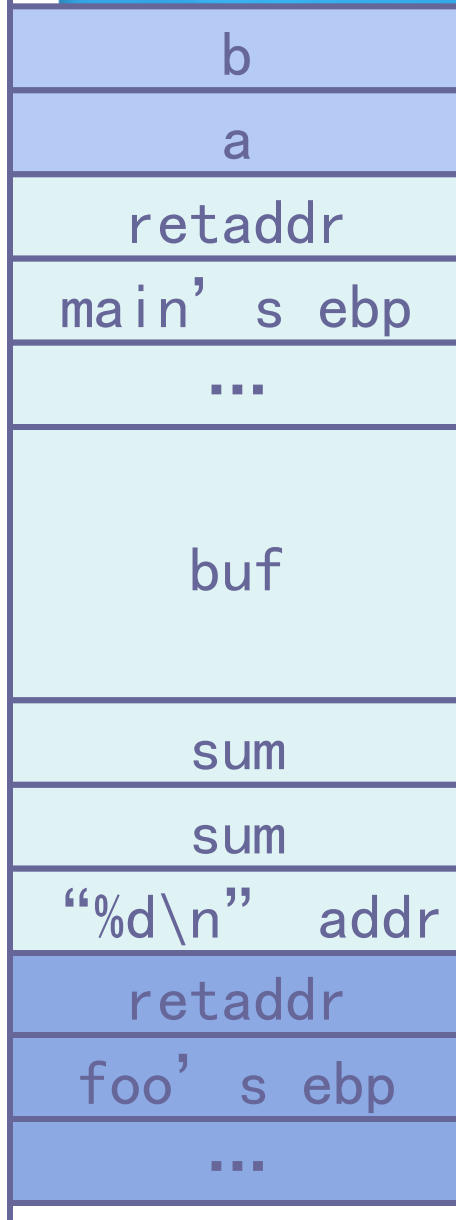 b
a
retaddr
main’s ebp
…
buf
sum
sum
“%d\n” addr
retaddr
foo’s ebp
…